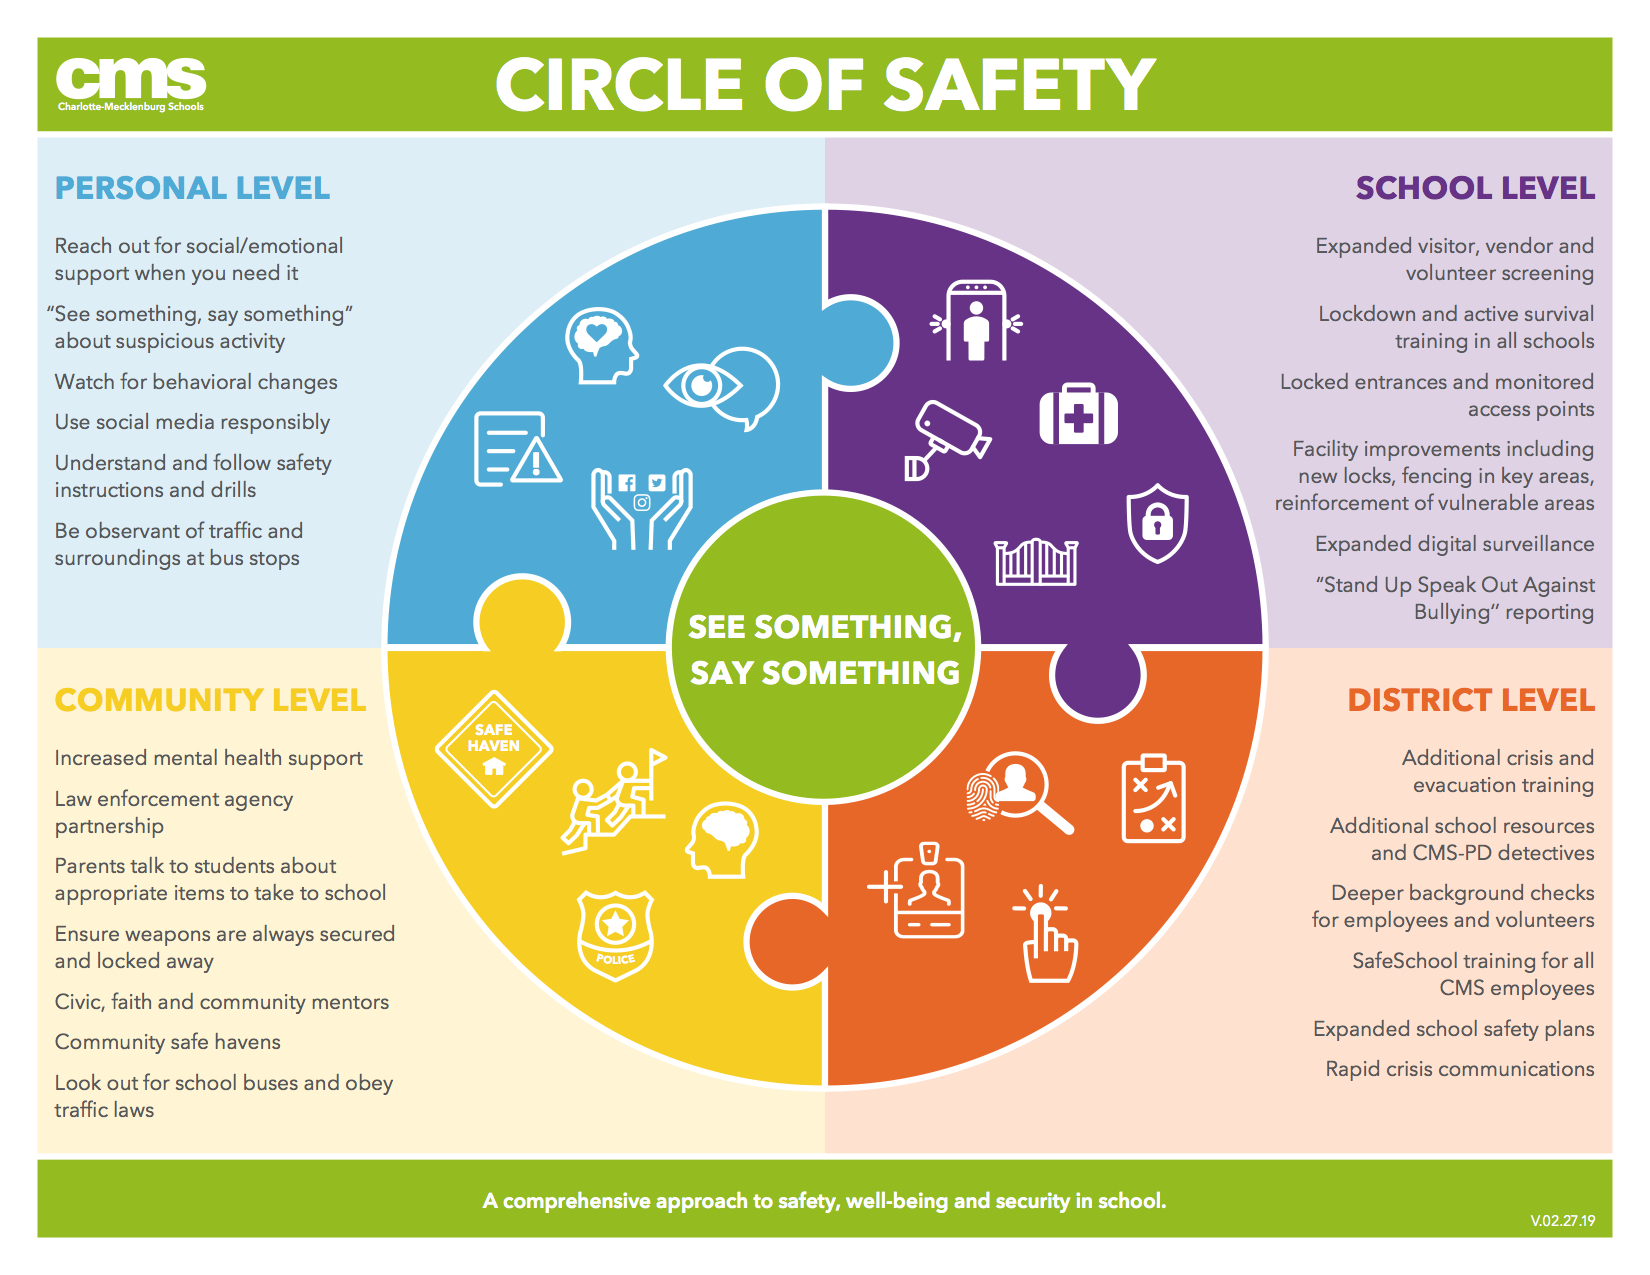 cms
Charlotte-Mecklenburg Schools
CIRCLE OF SAFETY
PERSONAL LEVEL
Reach out for social/emotional
support when you need it
“See something, say something”
about suspicious activity
Watch for behavioral changes
Use social media responsibly
Understand and follow safety
instructions and drills
Be observant of traffic and
surroundings at bus stops
SCHOOL LEVEL
Expanded visitor, vendor and
volunteer screening
Lockdown and active survival
training in all schools
Locked entrances and monitored
access points
Facility improvements including
new locks, fencing in key areas,
reinforcement of vulnerable areas
Expanded digital surveillance
“Stand Up Speak Out Against
Bullying” reporting
SEE SOMETHING,
SAY SOMETHING
COMMUNITY LEVEL
Increased mental health support
Law enforcement agency
partnership
Parents talk to students about
appropriate items to take to school
Ensure weapons are always secured
and locked away
Civic, faith and community mentors
Community safe havens
Look out for school buses and obey
traffic laws
SAFE
HAVEN
POLICE
DISTRICT LEVEL
Additional crisis and
evacuation training
Additional school resources
and CMS-PD detectives
Deeper background checks
for employees and volunteers
SafeSchool training for all
CMS employees
Expanded school safety plans
Rapid crisis communications
A comprehensive approach to safety, well-being and security in school.
V.02.27.19